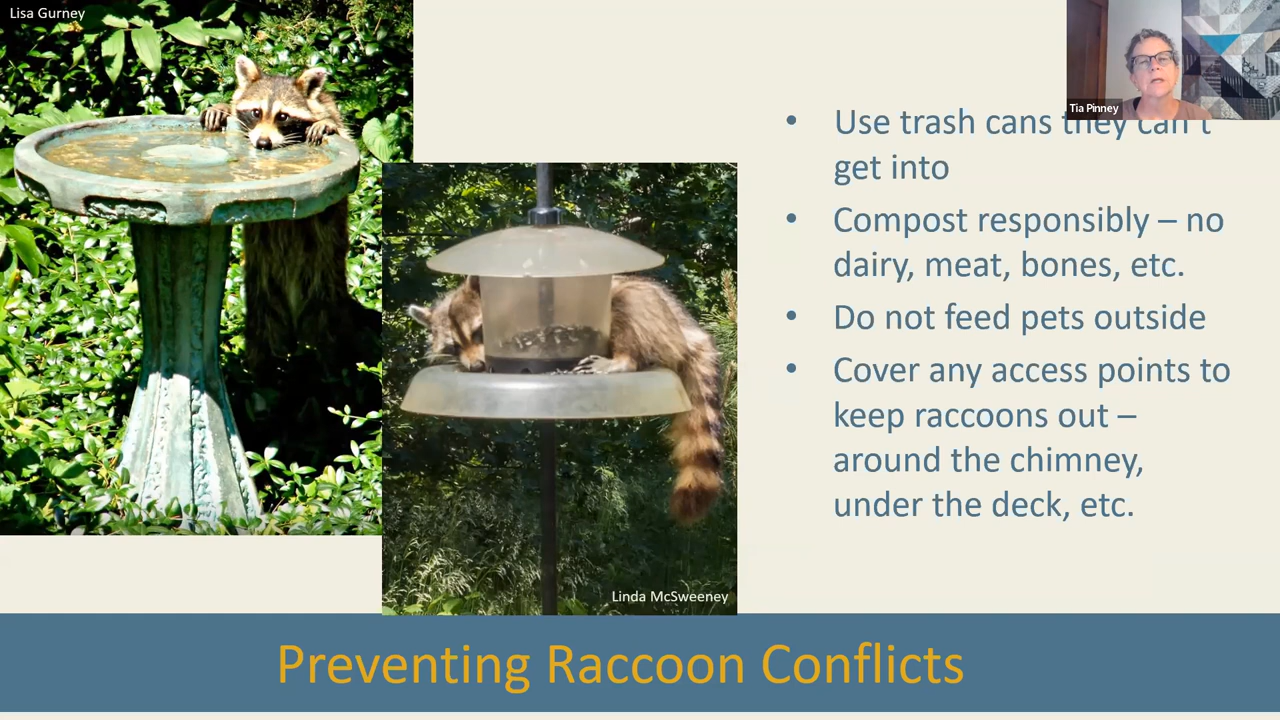 Lisa Gurney
Tia Pinney
• Use trash cans they can't
get into
• Compost responsibly – no
dairy, meat, bones, etc.
• Do not feed pets outside
• Cover any access points to
keep raccoons out –
around the chimney,
under the deck, etc.
Linda McSweeney
Preventing Raccoon Conflicts